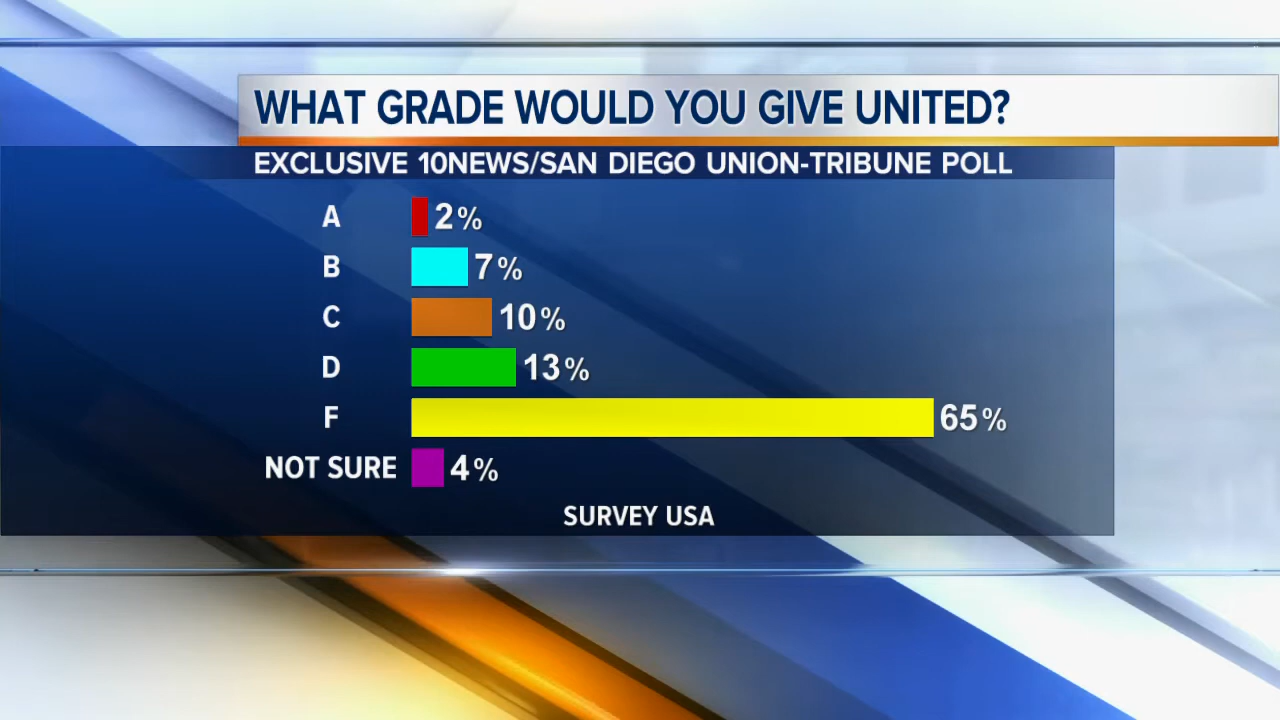 WHAT GRADE WOULD YOU GIVE UNITED?
EXCLUSIVE 10NEWS/SAN DIEGO UNION-TRIBUNE POLL
A 2%
B 7%
C 10%
D 13%
F 65%
NOT SURE 4%
SURVEY USA